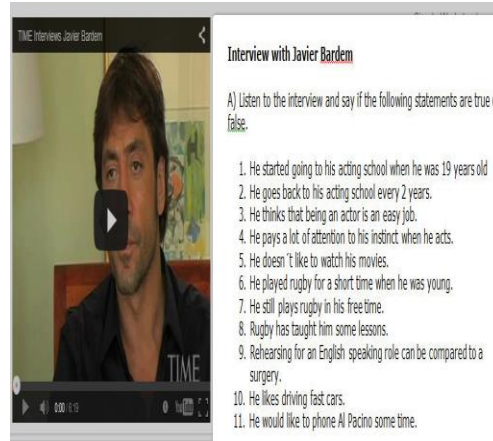 TIME Interviews Javier Bardem
TIME
0:00 / 6:19
YouTube
Interview with Javier Bardem
A) Listen to the interview and say if the following statements are true
false.
1. He started going to his acting school when he was 19 years old
2. He goes back to his acting school every 2 years.
3. He thinks that being an actor is an easy job.
4. He pays a lot of attention to his instinct when he acts.
5. He doesn´t like to watch his movies.
6. He played rugby for a short time when he was young.
7. He still plays rugby in his free time.
8. Rugby has taught him some lessons.
9. Rehearsing for an English speaking role can be compared to a
surgery.
10. He likes driving fast cars.
11. He would like to phone Al Pacino some time.